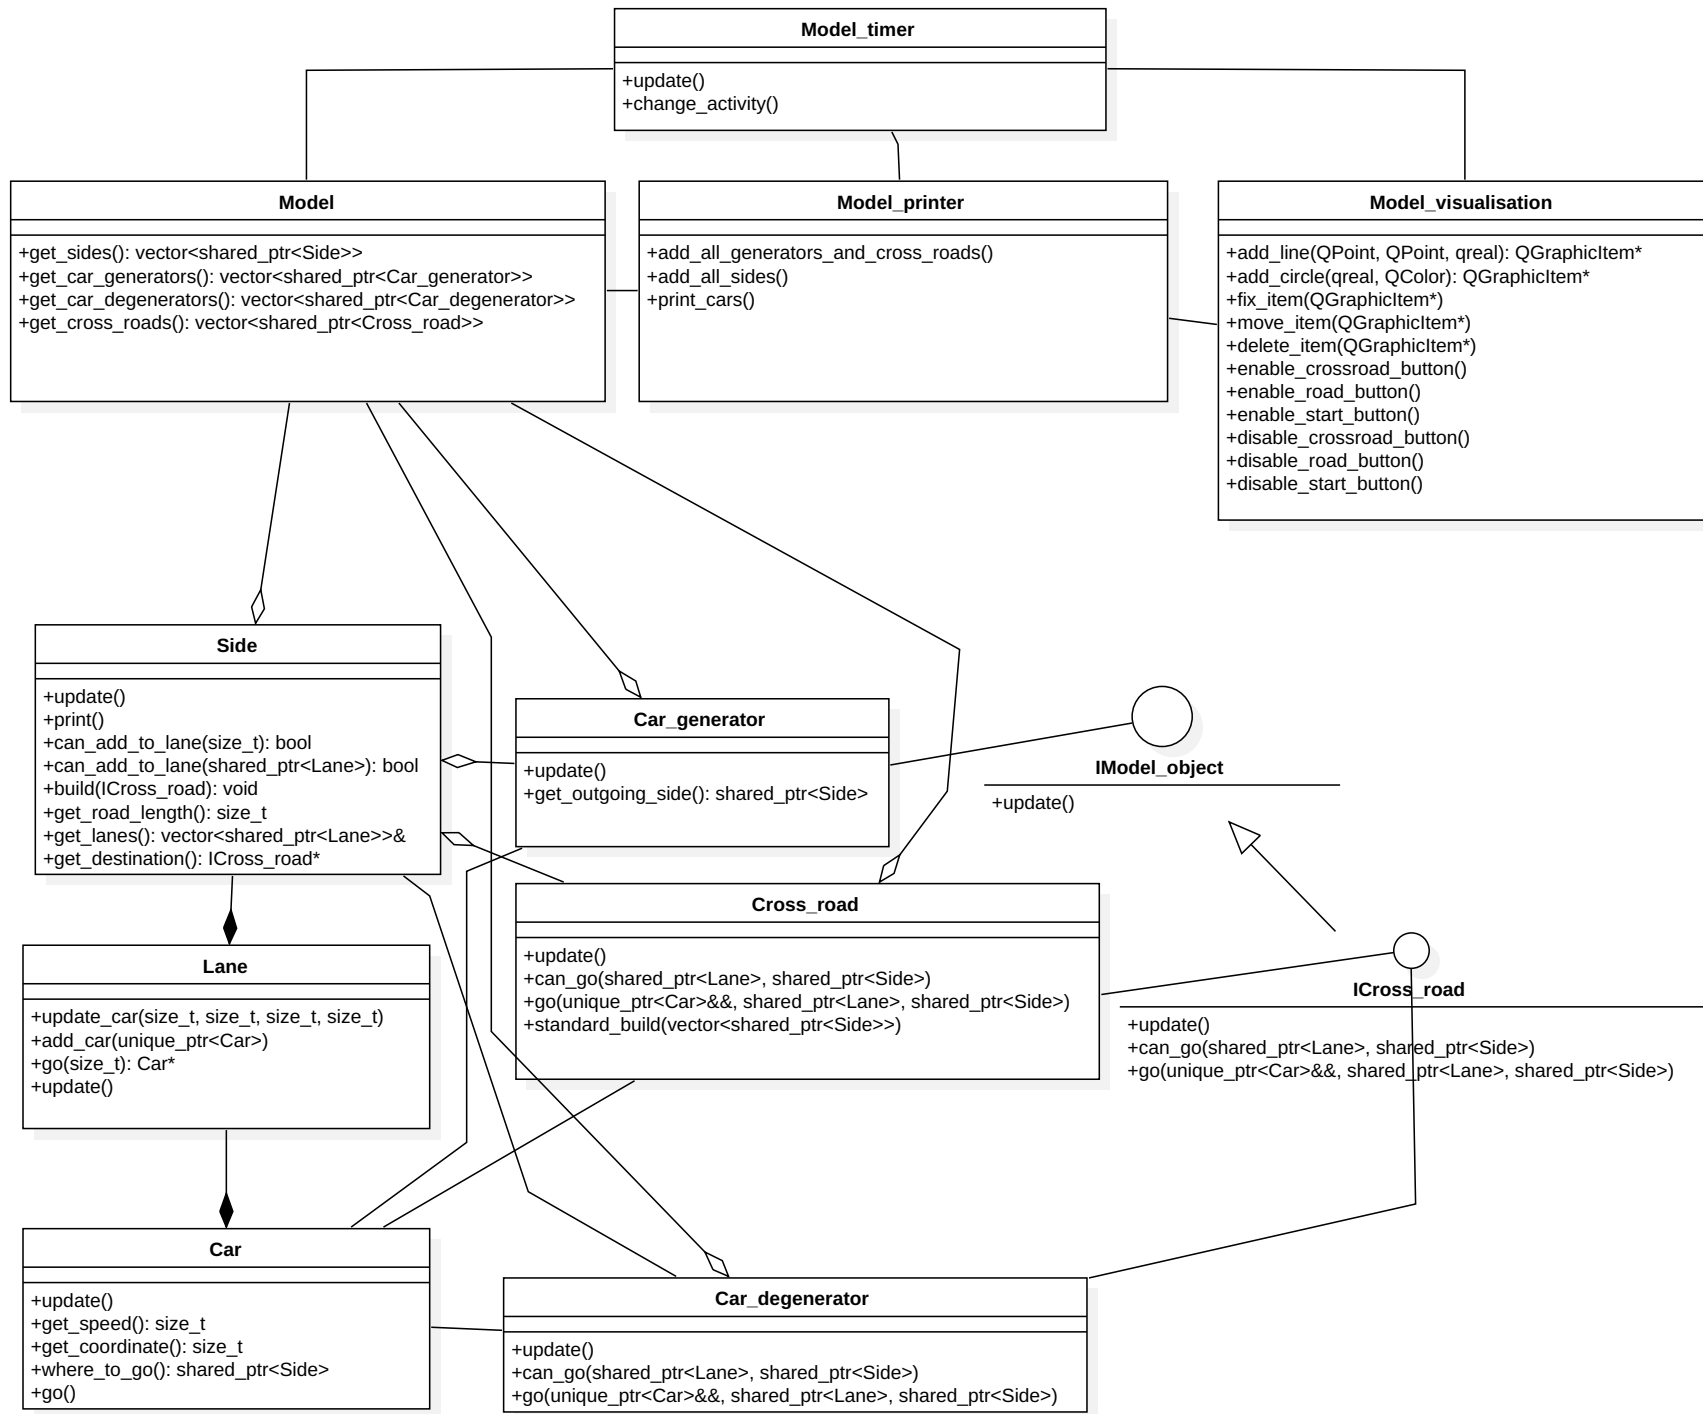 Model_timer
+update()
+change_activity()
Model
+get_sides(): vector<shared_ptr<Side>>
+get_car_generators(): vector<shared_ptr<Car_generator>>
+get_car_degenerators(): vector<shared_ptr<Car_degenerator>>
+get_cross_roads(): vector<shared_ptr<Cross_road>>
Model_printer
+add_all_generators_and_cross_roads()
+add_all_sides()
+print_cars()
Model_visualisation
+add_line(QPoint, QPoint, qreal): QGraphicItem*
+add_circle(qreal, QColor): QGraphicItem*
+fix_item(QGraphicItem*)
+move_item(QGraphicItem*)
+delete_item(QGraphicItem*)
+enable_crossroad_button()
+enable_road_button()
+enable_start_button()
+disable_crossroad_button()
+disable_road_button()
+disable_start_button()
Side
+update()
+print()
+can_add_to_lane(size_t): bool
+can_add_to_lane(shared_ptr<Lane>): bool
+build(ICross_road): void
+get_road_length(): size_t
+get_lanes(): vector<shared_ptr<Lane>>&
+get_destination(): ICross_road*
Car_generator
+update()
+get_outgoing_side(): shared_ptr<Side>
IModel_object
+update()
Cross_road
+update()
+can_go(shared_ptr<Lane>, shared_ptr<Side>)
+go(unique_ptr<Car>&&, shared_ptr<Lane>, shared_ptr<Side>)
+standard_build(vector<shared_ptr<Side>>)
ICross_road
+update()
+can_go(shared_ptr<Lane>, shared_ptr<Side>)
+go(unique_ptr<Car>&&, shared_ptr<Lane>, shared_ptr<Side>)
Lane
+update_car(size_t, size_t, size_t, size_t)
+add_car(unique_ptr<Car>)
+go(size_t): Car*
+update()
Car
+update()
+get_speed(): size_t
+get_coordinate(): size_t
+where_to_go(): shared_ptr<Side>
+go()
Car_degenerator
+update()
+can_go(shared_ptr<Lane>, shared_ptr<Side>)
+go(unique_ptr<Car>&&, shared_ptr<Lane>, shared_ptr<Side>)